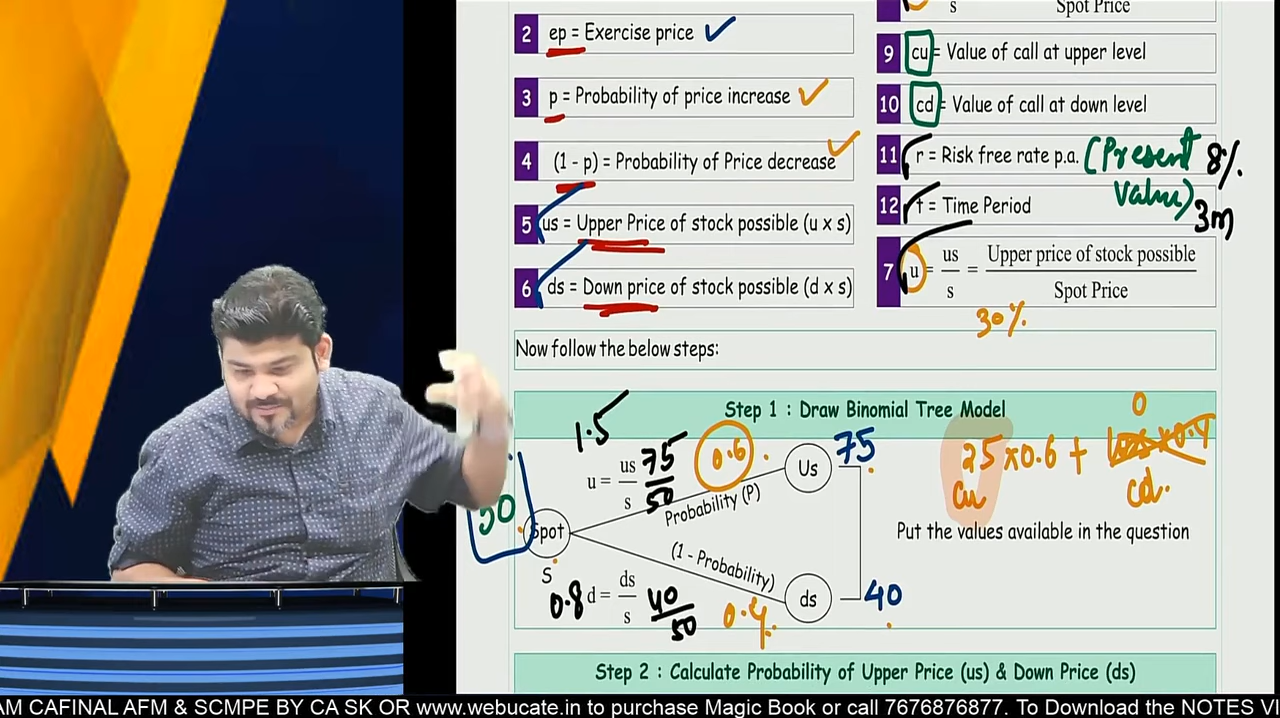 s Spot Price
2 ep = Exercise price
9 cu = Value of call at upper level
3 p = Probability of price increase
10 cd = Value of call at down level
4 (1 - p) = Probability of Price decrease
11 r = Risk free rate p.a. (Present Value) 8%
12 t = Time Period 3m
5 us = Upper Price of stock possible (u x s)
6 ds = Down price of stock possible (d x s)
7 u = us/s = Upper price of stock possible / Spot Price
30%
Now follow the below steps:
Step 1 : Draw Binomial Tree Model
1.5
u = us/s 75/50
0.6
Probability (P)
Us 75
0
25 x 0.6 +
cu cd.
50
Spot
S
Put the values available in the question
(1 - Probability)
0.8 d = ds/s 40/50
0.4
ds 40
Step 2 : Calculate Probability of Upper Price (us) & Down Price (ds)
AM CAFINAL AFM & SCMPE BY CA SK OR www.webucate.in to purchase Magic Book or call 7676876877. To Download the NOTES VI